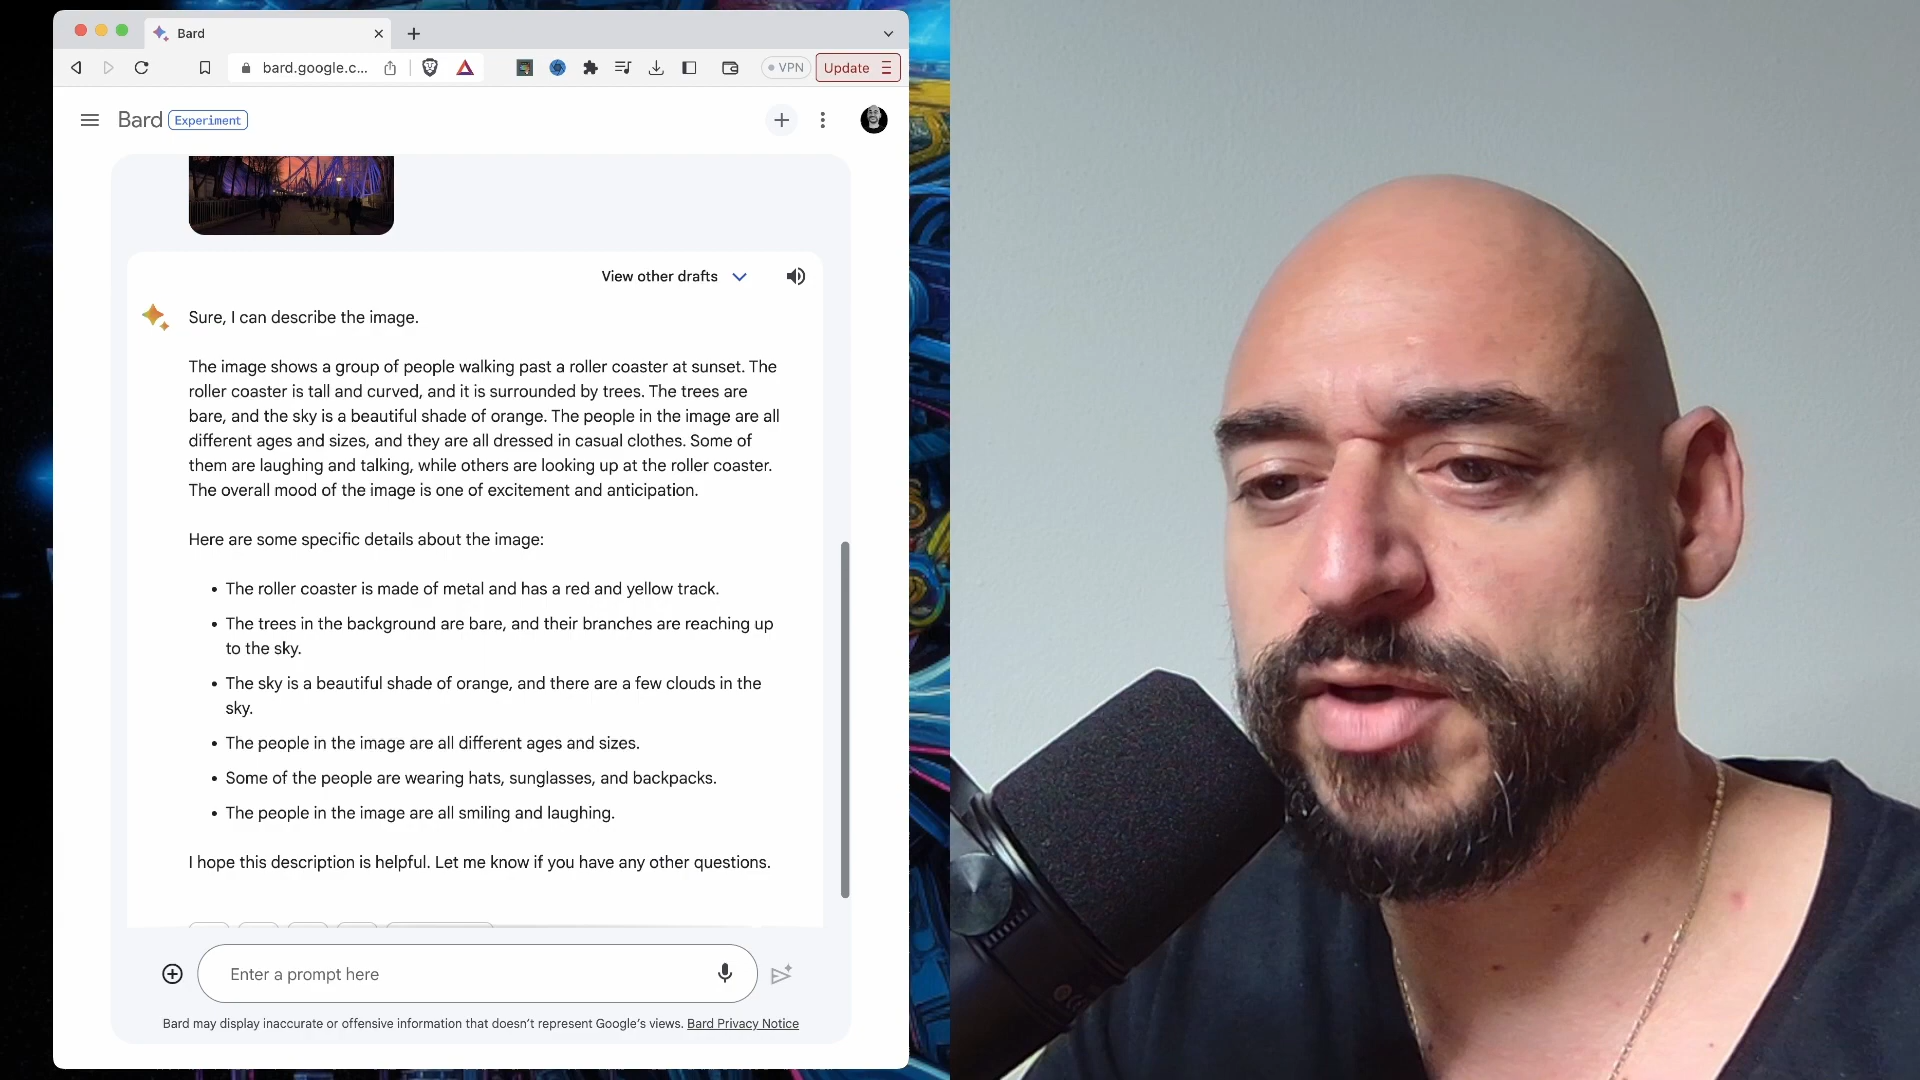 Bard
bard.google.c...
VPN
Update
Bard Experiment
View other drafts
Sure, I can describe the image.
The image shows a group of people walking past a roller coaster at sunset. The
roller coaster is tall and curved, and it is surrounded by trees. The trees are
bare, and the sky is a beautiful shade of orange. The people in the image are all
different ages and sizes, and they are all dressed in casual clothes. Some of
them are laughing and talking, while others are looking up at the roller coaster.
The overall mood of the image is one of excitement and anticipation.
Here are some specific details about the image:
• The roller coaster is made of metal and has a red and yellow track.
• The trees in the background are bare, and their branches are reaching up
to the sky.
• The sky is a beautiful shade of orange, and there are a few clouds in the
sky.
• The people in the image are all different ages and sizes.
• Some of the people are wearing hats, sunglasses, and backpacks.
• The people in the image are all smiling and laughing.
I hope this description is helpful. Let me know if you have any other questions.
Enter a prompt here
Bard may display inaccurate or offensive information that doesn't represent Google's views. Bard Privacy Notice